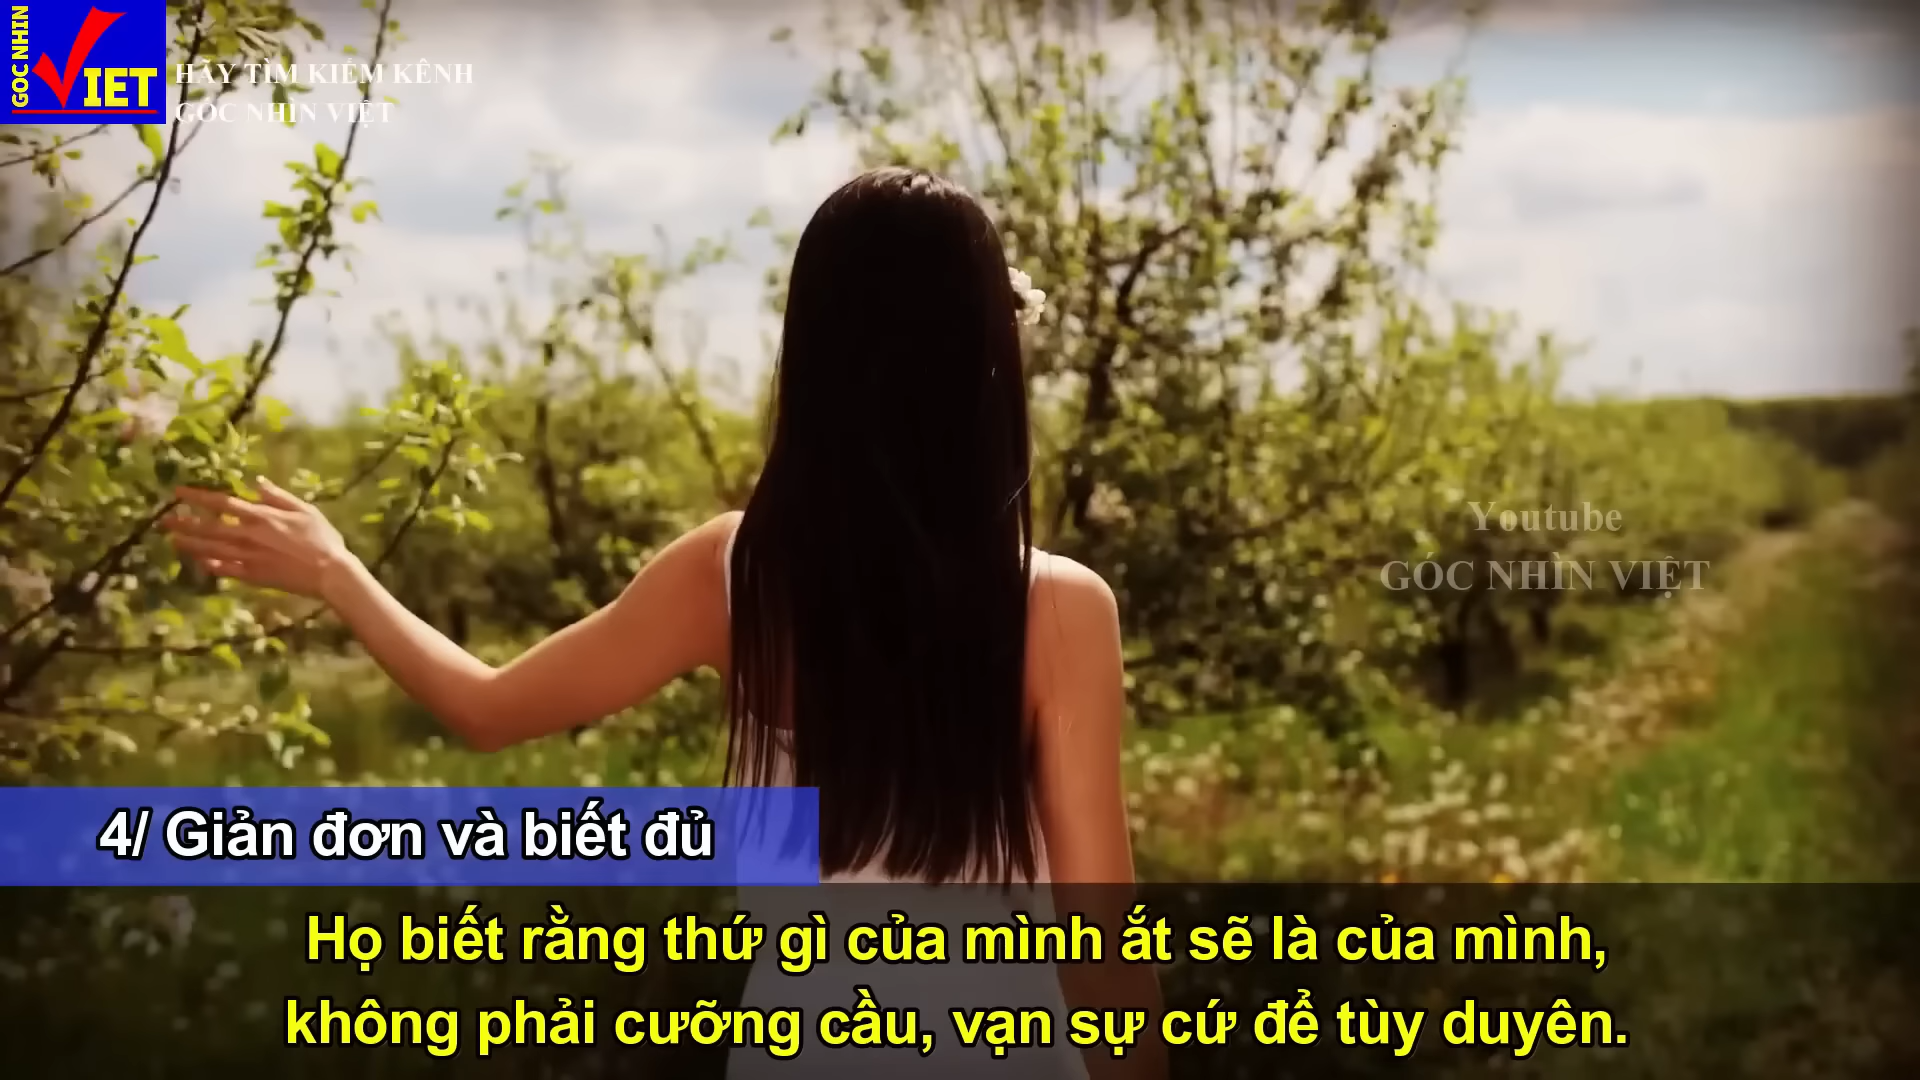 GOC NHIN
VIET
HÃY TÌM KIẾM KÊNH
GÓC NHÌN VIỆT
Youtube
GÓC NHÌN VIỆT
4/ Giản đơn và biết đủ
Họ biết rằng thứ gì của mình ắt sẽ là của mình,
không phải cưỡng cầu, vạn sự cứ để tùy duyên.